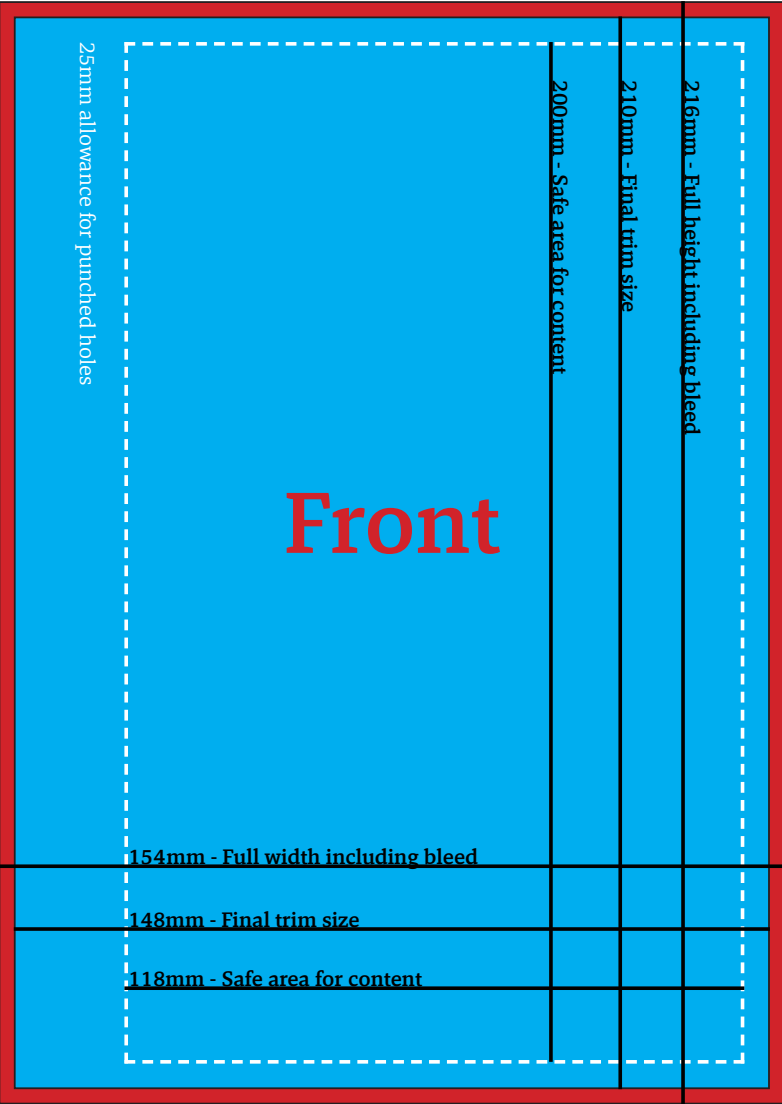 25mm allowance for punched holes
200mm - Safe area for content
210mm - Final trim size
216mm - Full height including bleed
Front
154mm - Full width including bleed
148mm - Final trim size
118mm - Safe area for content